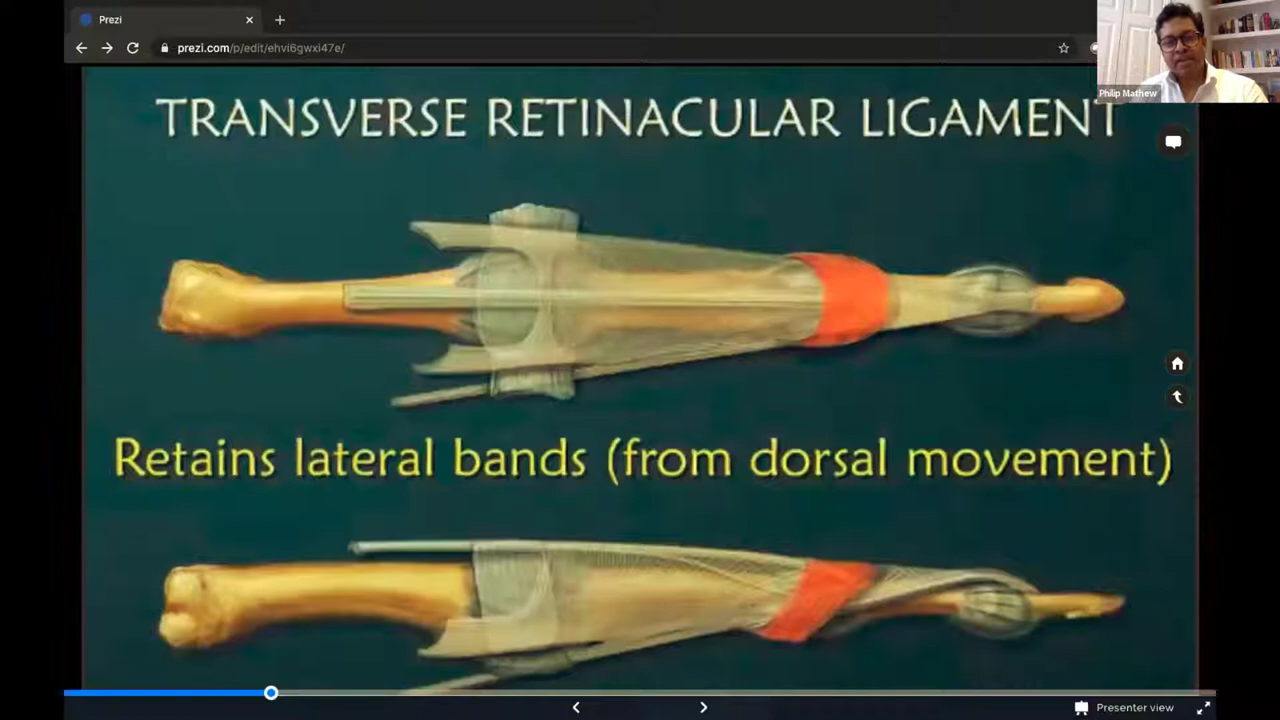 Prezi
prezi.com/p/edit/ehvi6gwxi47e/
Philip Mathew
TRANSVERSE RETINACULAR LIGAMENT
Retains lateral bands (from dorsal movement)
Presenter view